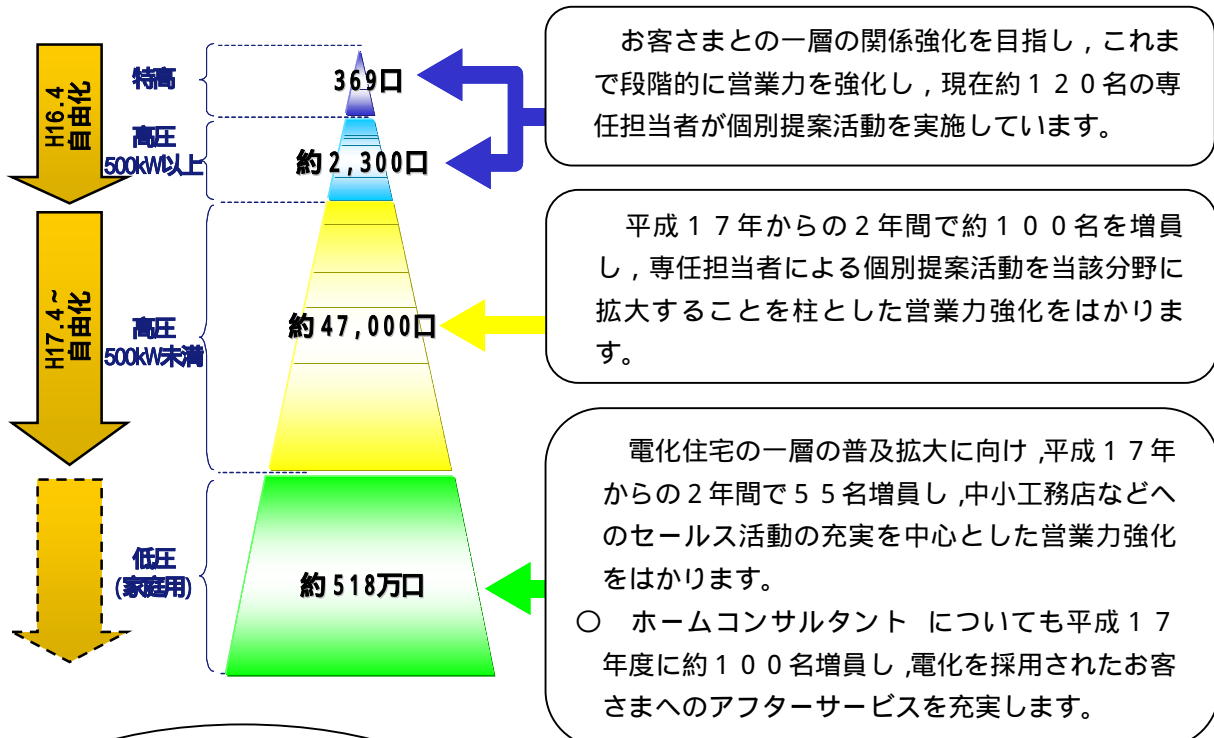 H16.4
自由化
特高
369口
高圧
500kW以上
約2,300口
お客さまとの一層の関係強化を目指し,これま
で段階的に営業力を強化し,現在約120名の専
任担当者が個別提案活動を実施しています。
H17.4~
自由化
高圧
500kW未満
約47,000口
平成17年からの2年間で約100名を増員
し,専任担当者による個別提案活動を当該分野に
拡大することを柱とした営業力強化をはかりま
す。
低圧
(家庭用)
約518万口
電化住宅の一層の普及拡大に向け,平成17年
からの2年間で55名増員し,中小工務店などへ
のセールス活動の充実を中心とした営業力強化
をはかります。
○ ホームコンサルタント についても平成17
年度に約100名増員し,電化を採用されたお客
さまへのアフターサービスを充実します。